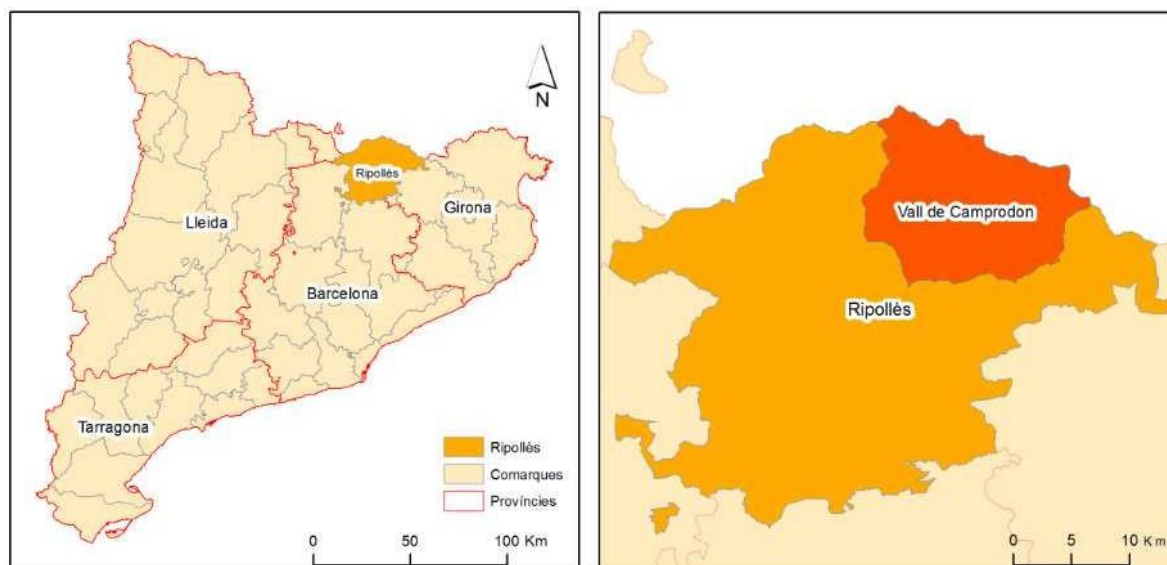 N
Ripollès
Lleida
Girona
Barcelona
Tarragona
Ripollès
Comarques
Províncies
0 50 100 Km
Vall de Camprodon
Ripollès
0 5 10 Km